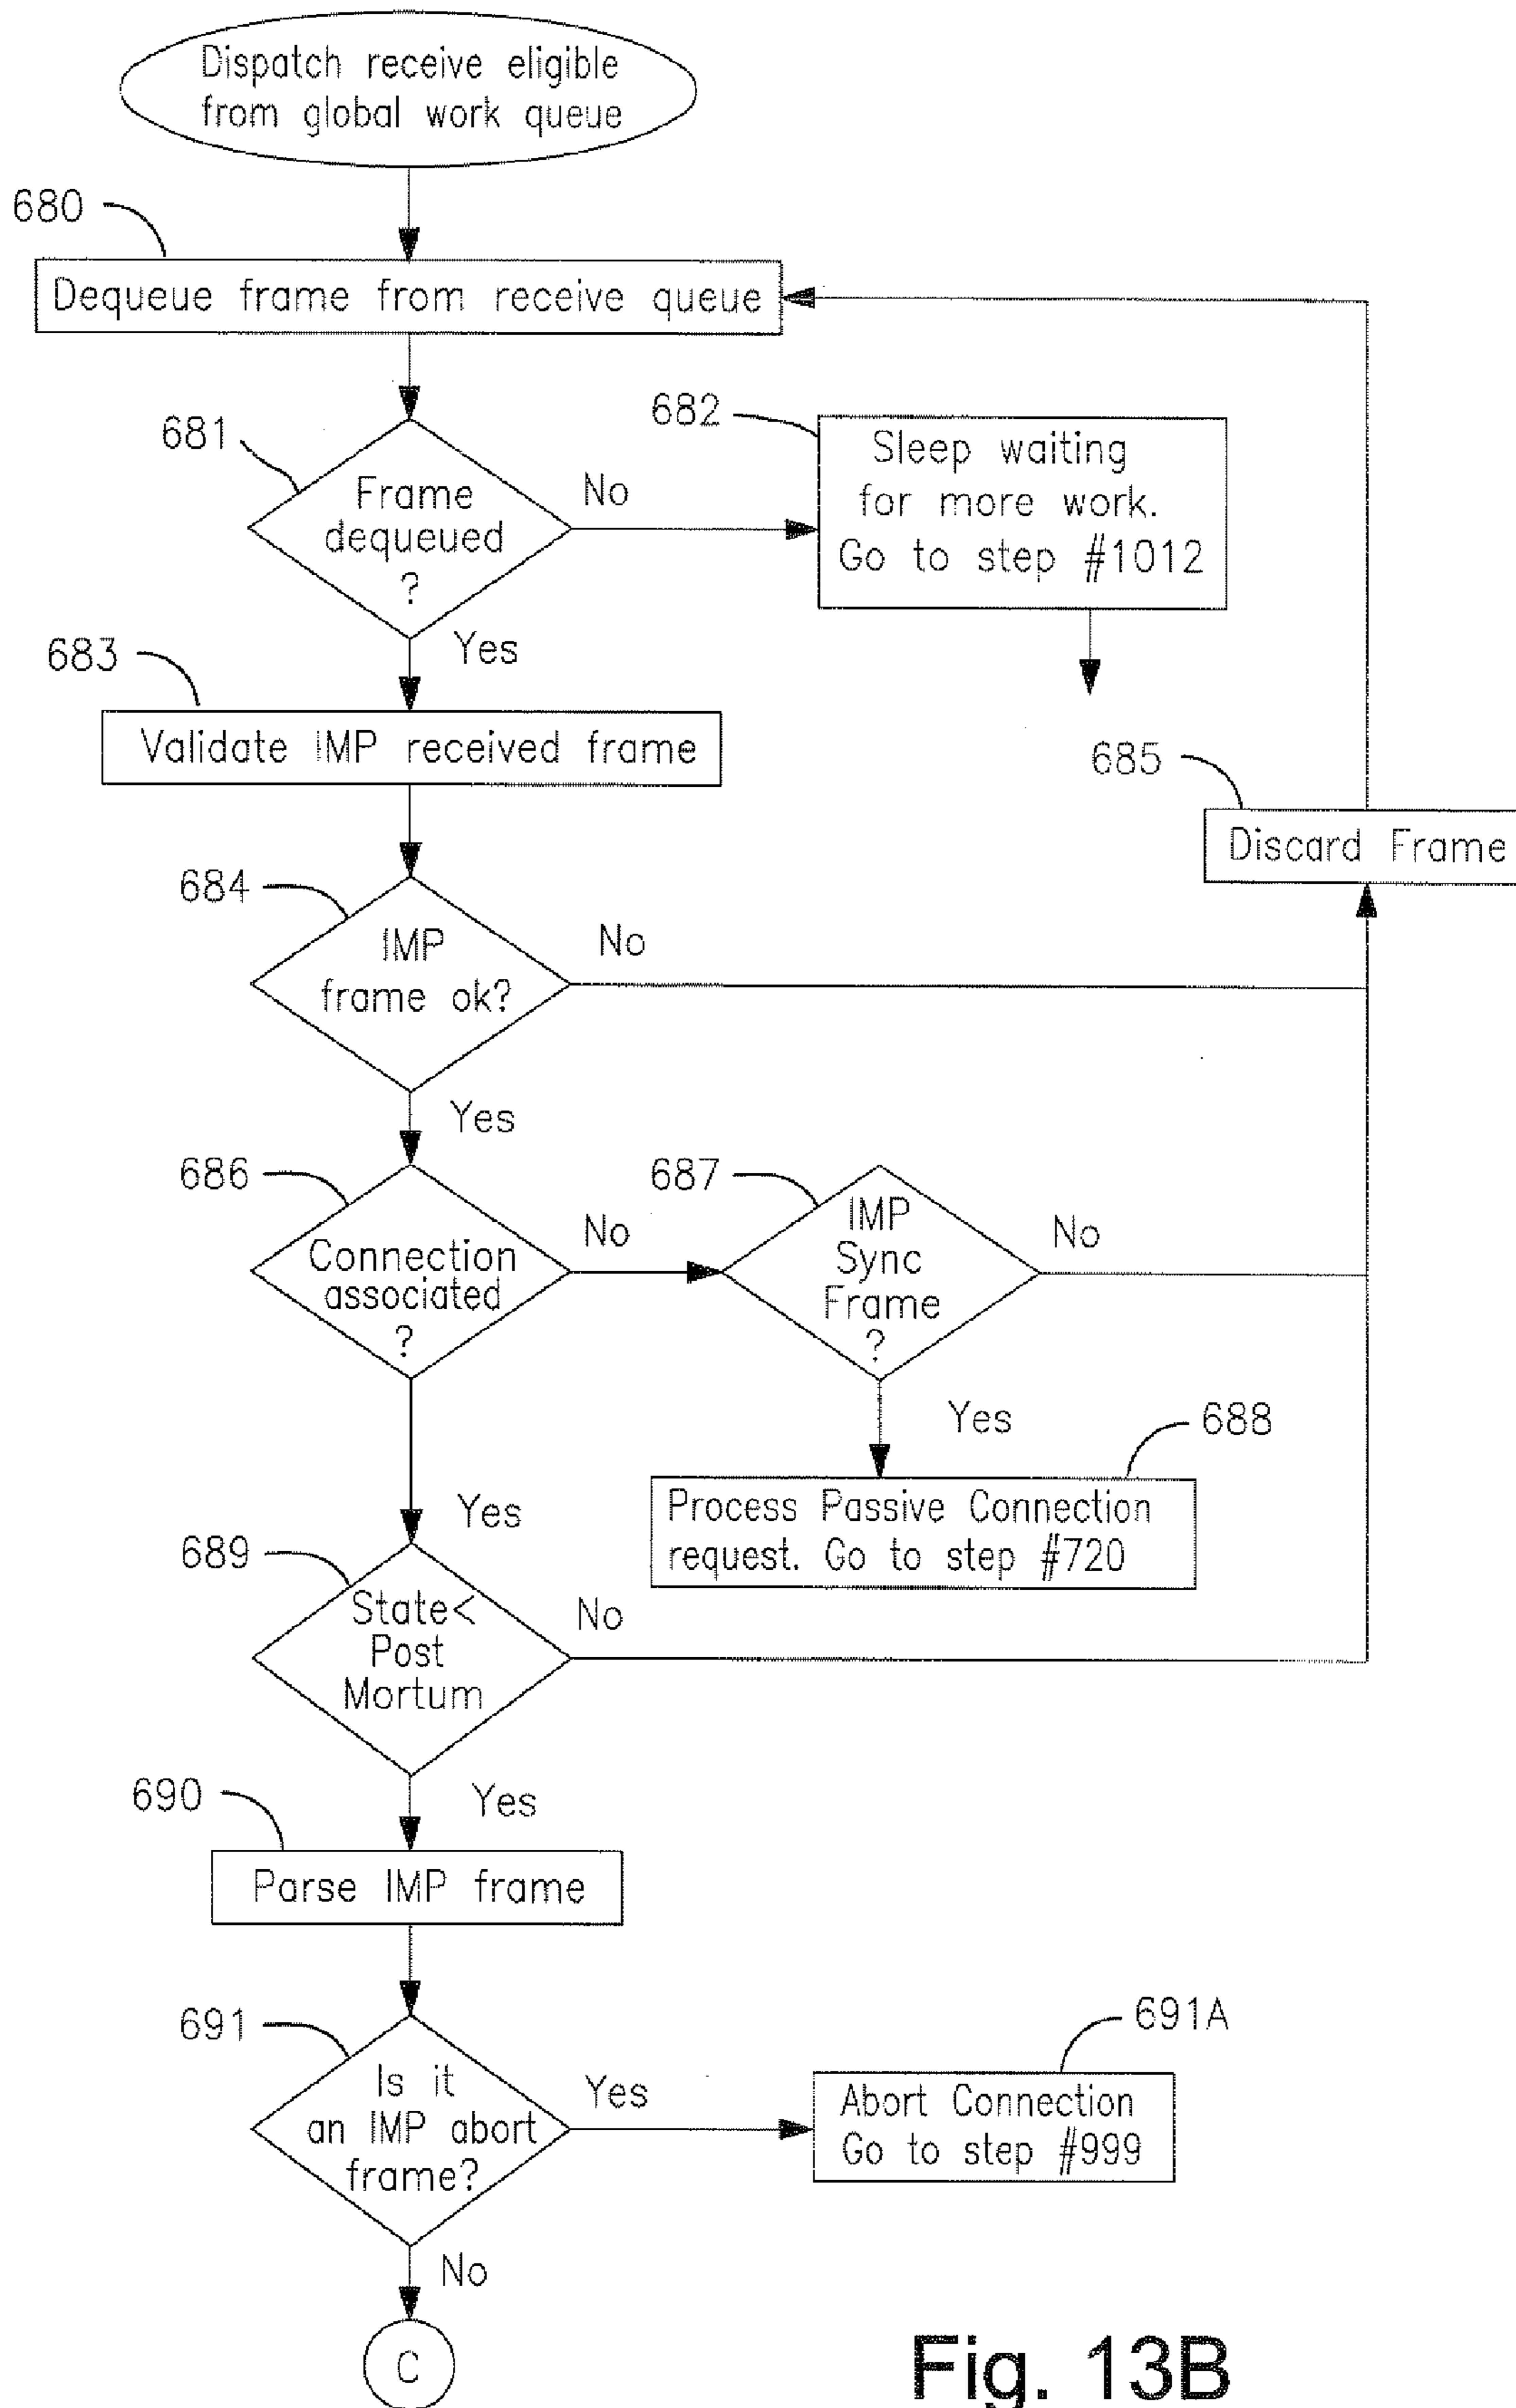 Dispatch receive eligible
from global work queue
680
Dequeue frame from receive queue
681
Frame
dequeued
?
No
682
Sleep waiting
for more work.
Go to step #1012
Yes
683
Validate IMP received frame
685
Discard Frame
684
IMP
frame ok?
No
Yes
686
Connection
associated
?
No
687
IMP
Sync
Frame
?
No
Yes
688
Process Passive Connection
request. Go to step #720
Yes
689
State<
Post
Mortum
No
Yes
690
Parse IMP frame
691
Is it
an IMP abort
frame?
Yes
691A
Abort Connection
Go to step #999
No
C
Fig. 13B